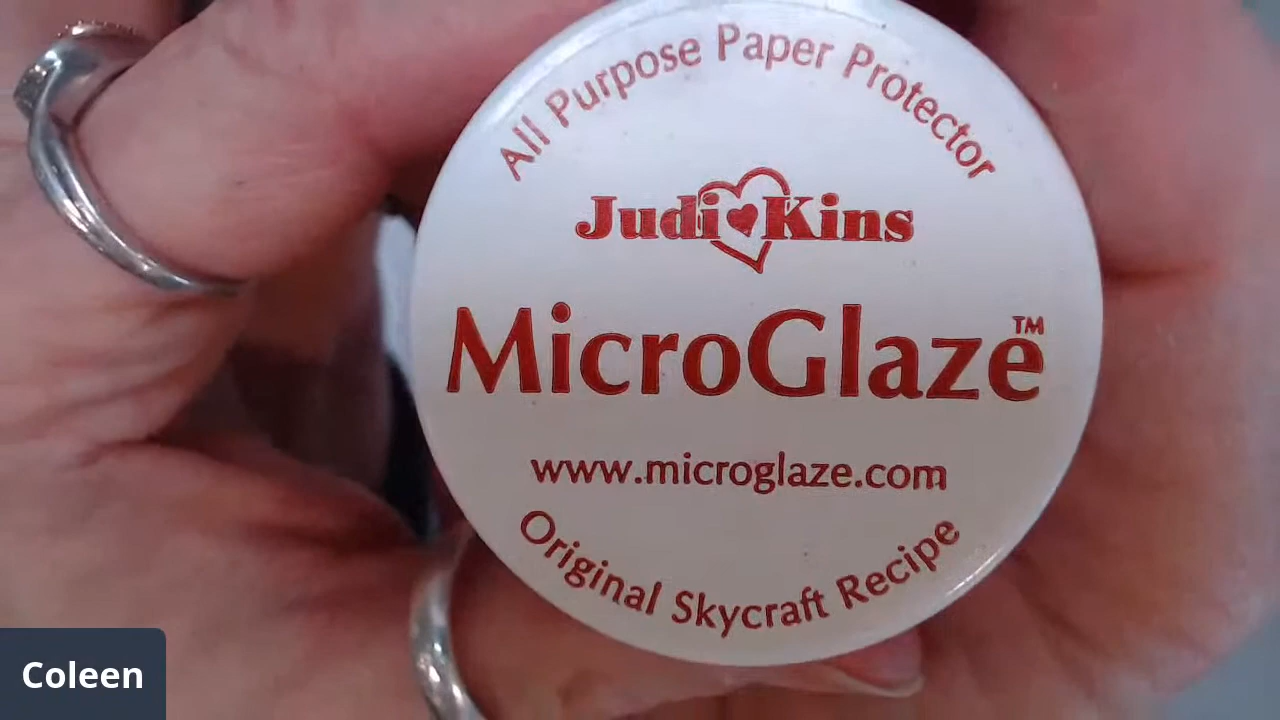 All Purpose Paper Protector
Judi Kins
MicroGlaze™
www.microglaze.com
Original Skycraft Recipe
Coleen